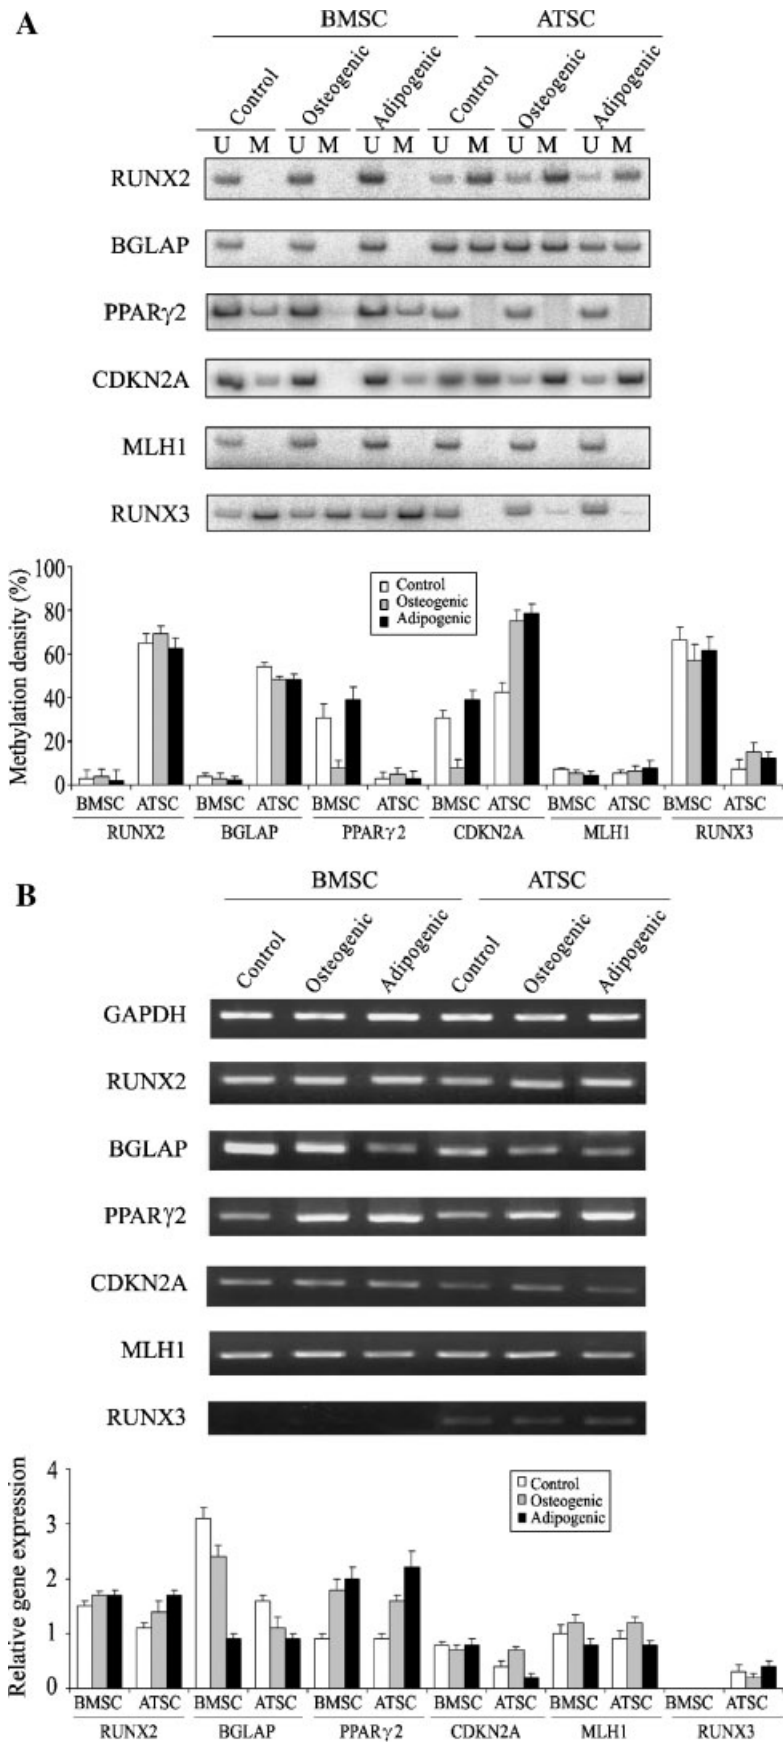 A
BMSC ATSC
Control Osteogenic Adipogenic Control Osteogenic Adipogenic
U M U M U M U M U M U M
RUNX2
BGLAP
PPARγ2
CDKN2A
MLH1
RUNX3
Methylation density (%)
100
80
60
40
20
0
Control
Osteogenic
Adipogenic
BMSC ATSC BMSC ATSC BMSC ATSC BMSC ATSC BMSC ATSC BMSC ATSC
RUNX2 BGLAP PPARγ2 CDKN2A MLH1 RUNX3
B
BMSC ATSC
Control Osteogenic Adipogenic Control Osteogenic Adipogenic
GAPDH
RUNX2
BGLAP
PPARγ2
CDKN2A
MLH1
RUNX3
Relative gene expression
4
3
2
1
0
Control
Osteogenic
Adipogenic
BMSC ATSC BMSC ATSC BMSC ATSC BMSC ATSC BMSC ATSC BMSC ATSC
RUNX2 BGLAP PPARγ2 CDKN2A MLH1 RUNX3